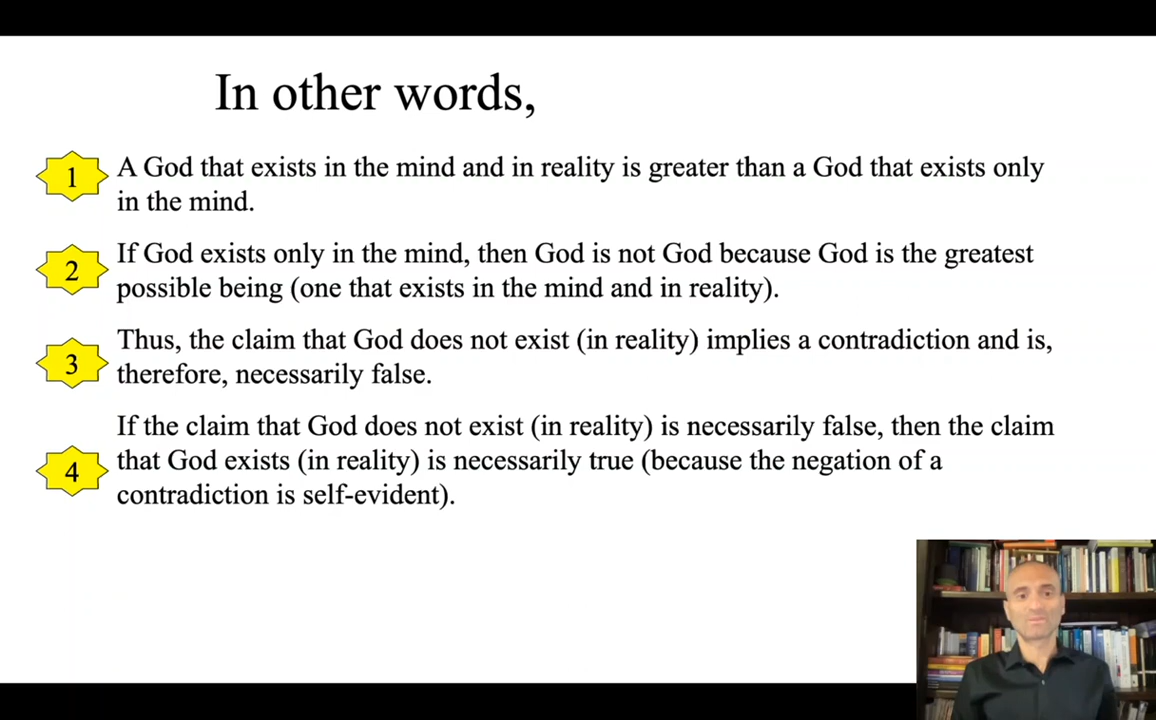 In other words,
1
A God that exists in the mind and in reality is greater than a God that exists only
in the mind.
2
If God exists only in the mind, then God is not God because God is the greatest
possible being (one that exists in the mind and in reality).
3
Thus, the claim that God does not exist (in reality) implies a contradiction and is,
therefore, necessarily false.
4
If the claim that God does not exist (in reality) is necessarily false, then the claim
that God exists (in reality) is necessarily true (because the negation of a
contradiction is self-evident).